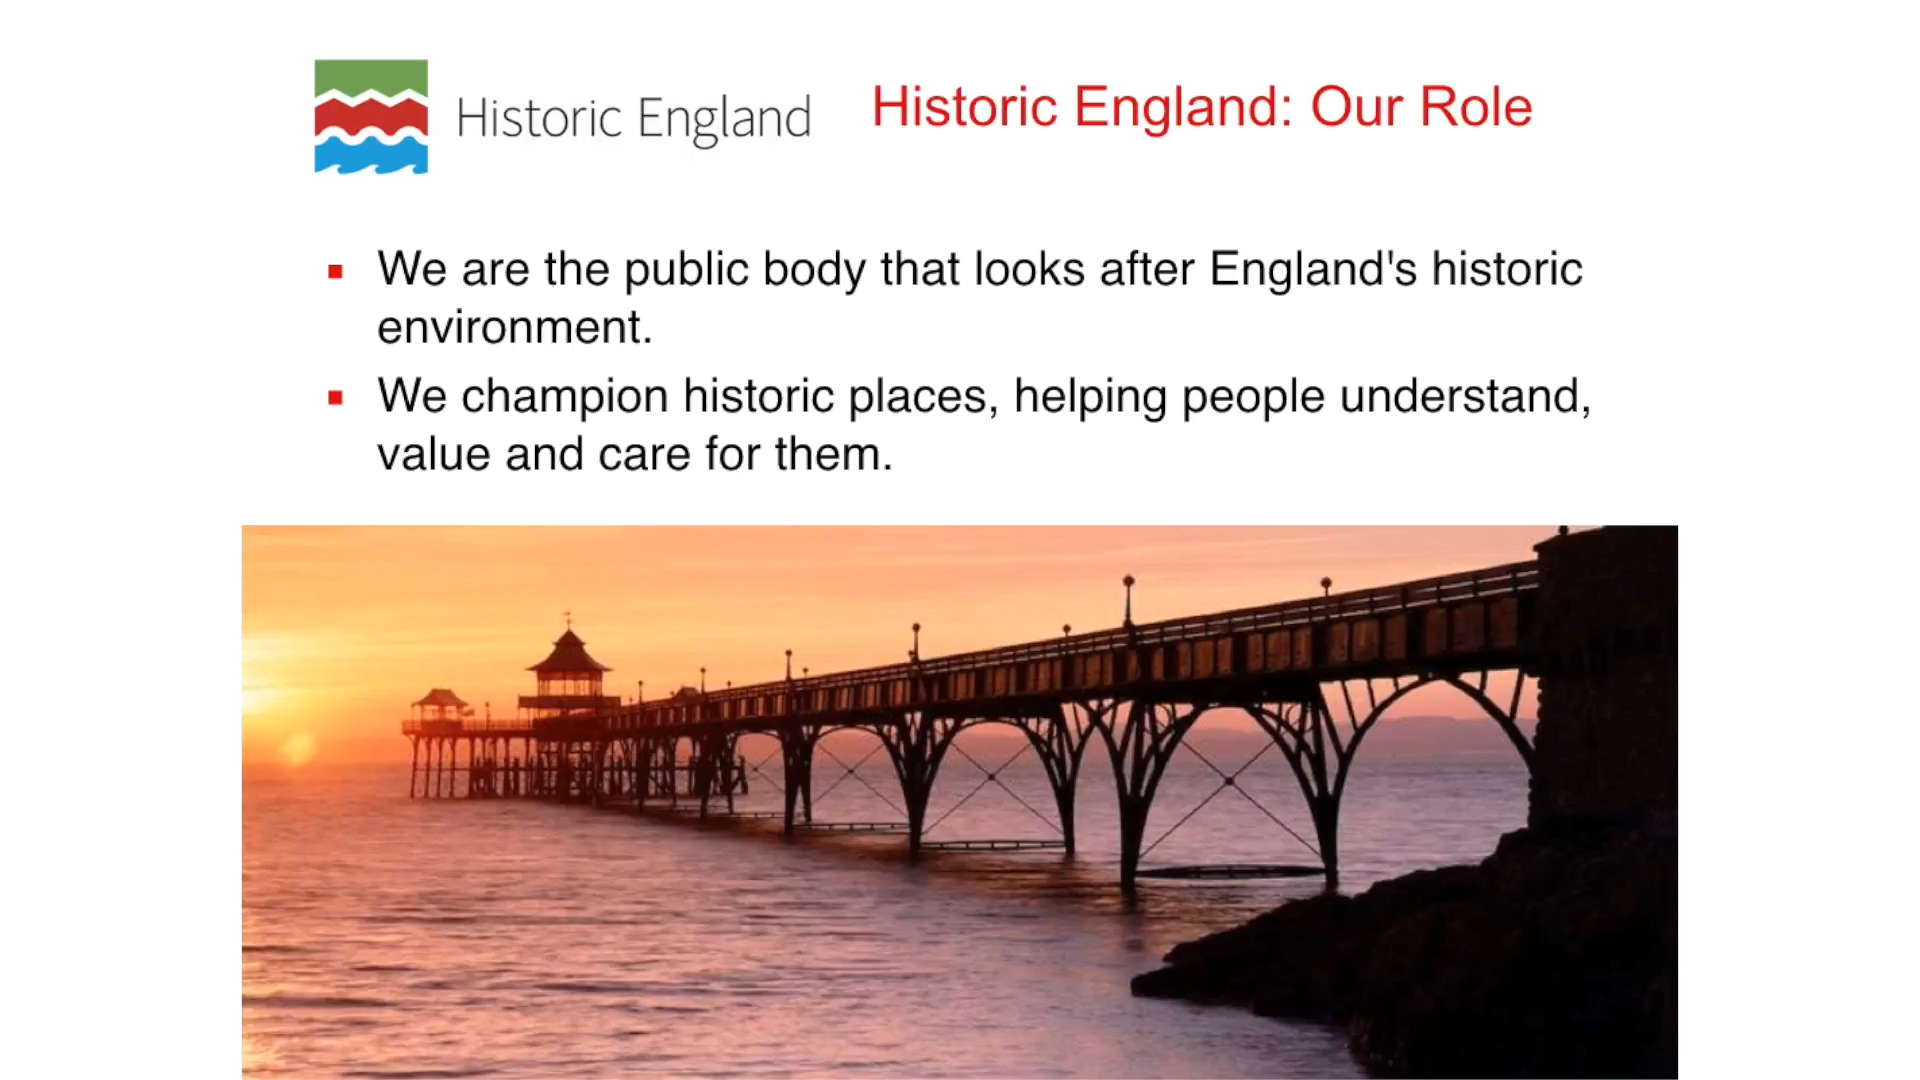 Historic England
Historic England: Our Role
We are the public body that looks after England's historic
environment.
We champion historic places, helping people understand,
value and care for them.